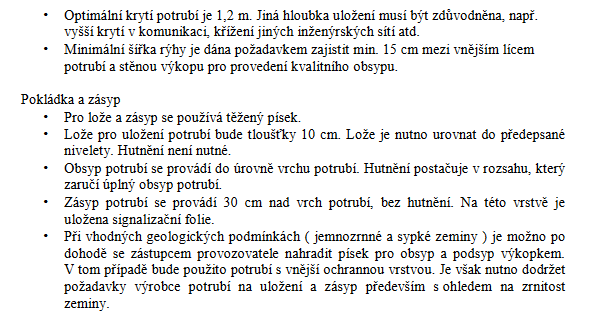 • Optimální krytí potrubí je 1,2 m. Jiná hloubka uložení musí být zdůvodněna, např.
vyšší krytí v komunikaci, křížení jiných inženýrských sítí atd.
• Minimální šířka rýhy je dána požadavkem zajistit min. 15 cm mezi vnějším lícem
potrubí a stěnou výkopu pro provedení kvalitního obsypu.
Pokládka a zásyp
• Pro lože a zásyp se používá těžený písek.
• Lože pro uložení potrubí bude tloušťky 10 cm. Lože je nutno urovnat do předepsané
nivelety. Hutnění není nutné.
• Obsyp potrubí se provádí do úrovně vrchu potrubí. Hutnění postačuje v rozsahu, který
zaručí úplný obsyp potrubí.
• Zásyp potrubí se provádí 30 cm nad vrch potrubí, bez hutnění. Na této vrstvě je
uložena signalizační folie.
• Při vhodných geologických podmínkách ( jemnozrnné a sypké zeminy ) je možno po
dohodě se zástupcem provozovatele nahradit písek pro obsyp a podsyp výkopkem.
V tom případě bude použito potrubí s vnější ochrannou vrstvou. Je však nutno dodržet
požadavky výrobce potrubí na uložení a zásyp především s ohledem na zrnitost
zeminy.